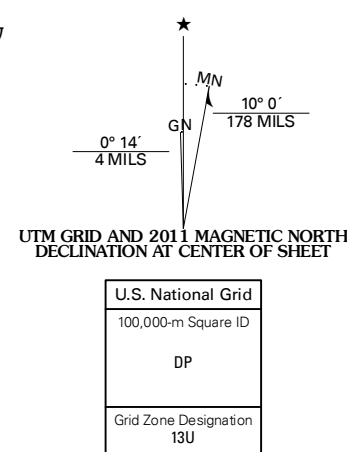 ★
MN
GN
10° 0´
178 MILS
0° 14´
4 MILS
UTM GRID AND 2011 MAGNETIC NORTH
DECLINATION AT CENTER OF SHEET
U.S. National Grid
100,000-m Square ID
DP
Grid Zone Designation
13U